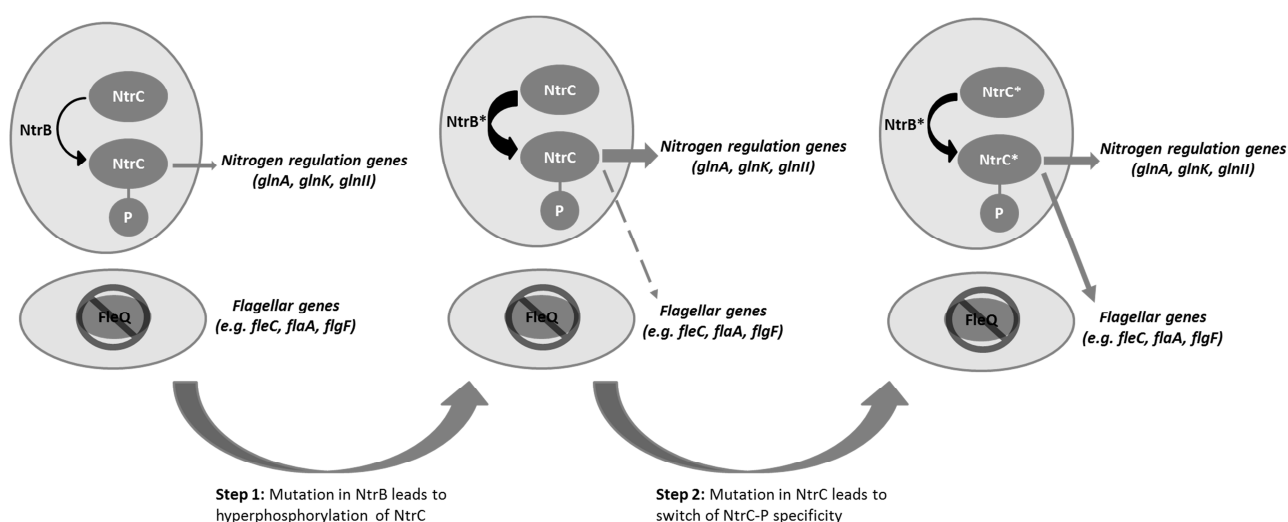 NtrC
NtrB
NtrC
P
Nitrogen regulation genes
(glnA, glnK, glnII)
FleQ
Flagellar genes
(e.g. fleC, flaA, flgF)
NtrC
NtrB*
NtrC
P
Nitrogen regulation genes
(glnA, glnK, glnII)
FleQ
Flagellar genes
(e.g. fleC, flaA, flgF)
NtrC*
NtrB*
NtrC*
P
Nitrogen regulation genes
(glnA, glnK, glnII)
FleQ
Flagellar genes
(e.g. fleC, flaA, flgF)
Step 1: Mutation in NtrB leads to
hyperphosphorylation of NtrC
Step 2: Mutation in NtrC leads to
switch of NtrC-P specificity